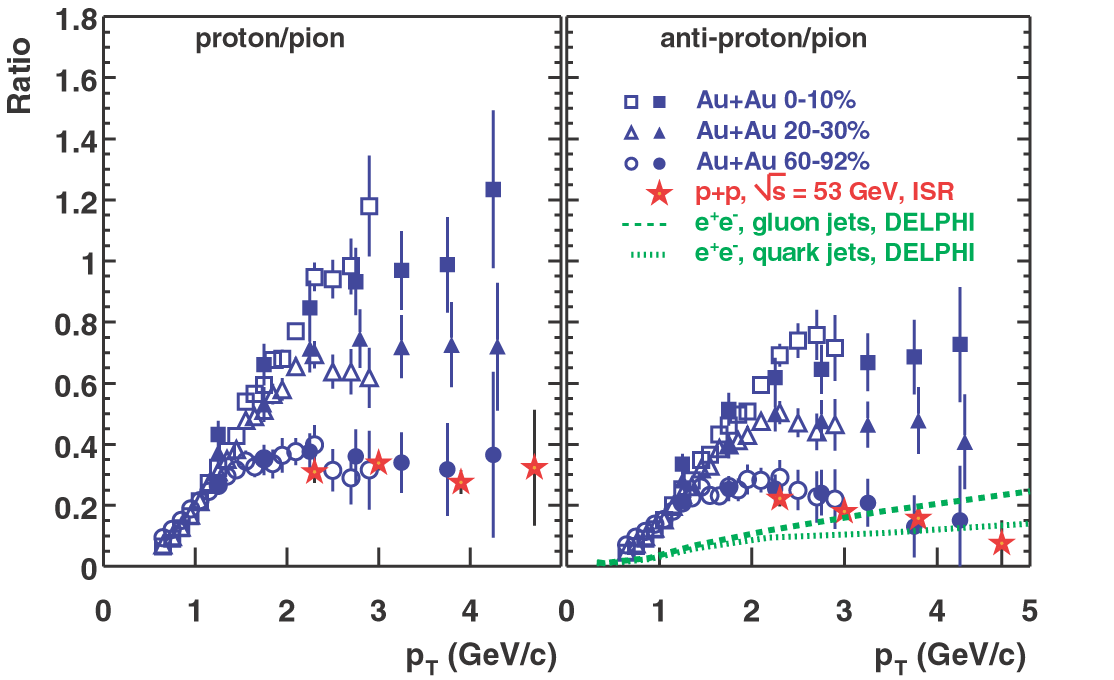 Ratio
proton/pion
anti-proton/pion
1.8
1.6
1.4
1.2
1
0.8
0.6
0.4
0.2
0
Au+Au 0-10%
Au+Au 20-30%
Au+Au 60-92%
p+p, √s = 53 GeV, ISR
e⁺e⁻, gluon jets, DELPHI
e⁺e⁻, quark jets, DELPHI
0 1 2 3 4 0 1 2 3 4 5
p_T (GeV/c) p_T (GeV/c)